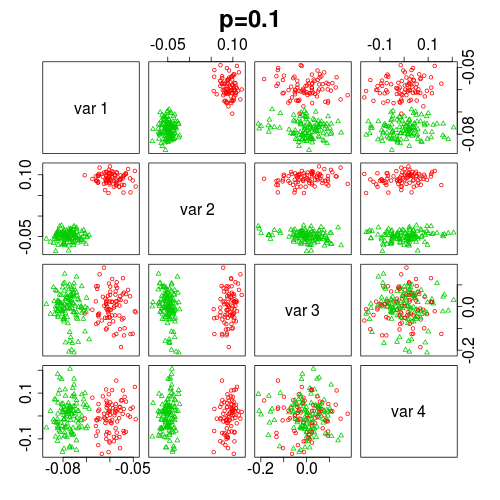 p=0.1
-0.05 0.10 -0.1 0.1
var 1 -0.05
-0.08
0.10 var 2
-0.05
var 3 0.0
-0.2
0.1 var 4
-0.1
-0.08 -0.05 -0.2 0.0